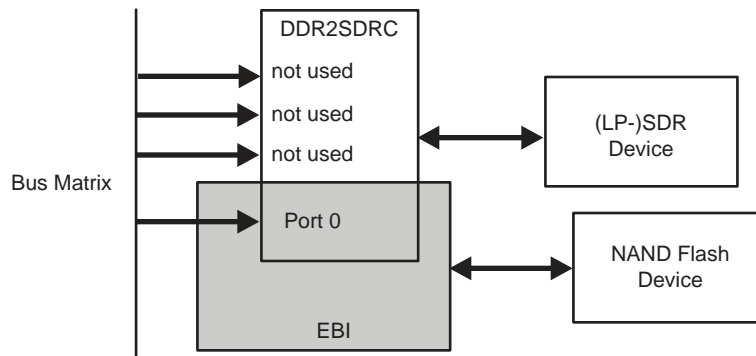 DDR2SDRC
not used
not used
not used
(LP-)SDR
Device
Bus Matrix
Port 0
NAND Flash
Device
EBI